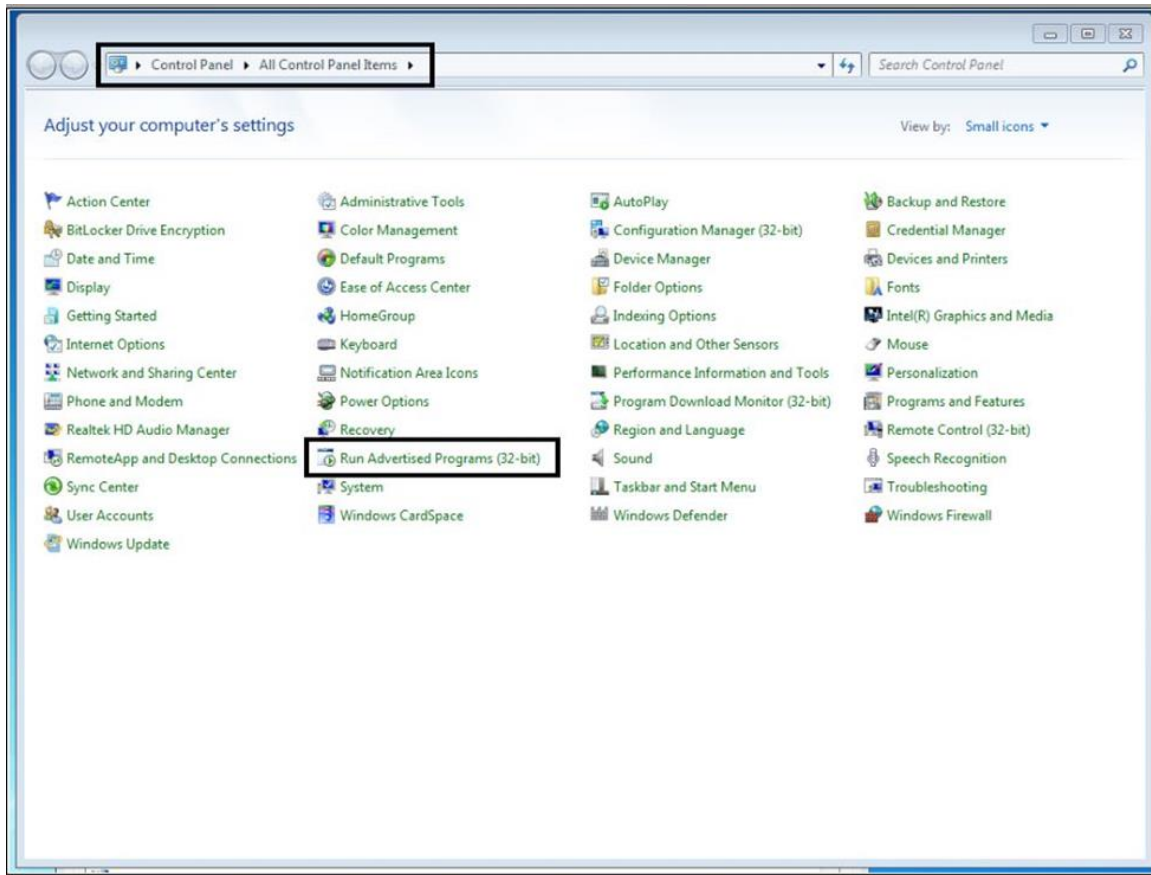 Control Panel All Control Panel Items
Search Control Panel
Adjust your computer's settings
View by: Small icons
Action Center Administrative Tools AutoPlay Backup and Restore
BitLocker Drive Encryption Color Management Configuration Manager (32-bit) Credential Manager
Date and Time Default Programs Device Manager Devices and Printers
Display Ease of Access Center Folder Options Fonts
Getting Started HomeGroup Indexing Options Intel(R) Graphics and Media
Internet Options Keyboard Location and Other Sensors Mouse
Network and Sharing Center Notification Area Icons Performance Information and Tools Personalization
Phone and Modem Power Options Program Download Monitor (32-bit) Programs and Features
Realtek HD Audio Manager Recovery Region and Language Remote Control (32-bit)
RemoteApp and Desktop Connections Run Advertised Programs (32-bit) Sound Speech Recognition
Sync Center System Taskbar and Start Menu Troubleshooting
User Accounts Windows CardSpace Windows Defender Windows Firewall
Windows Update